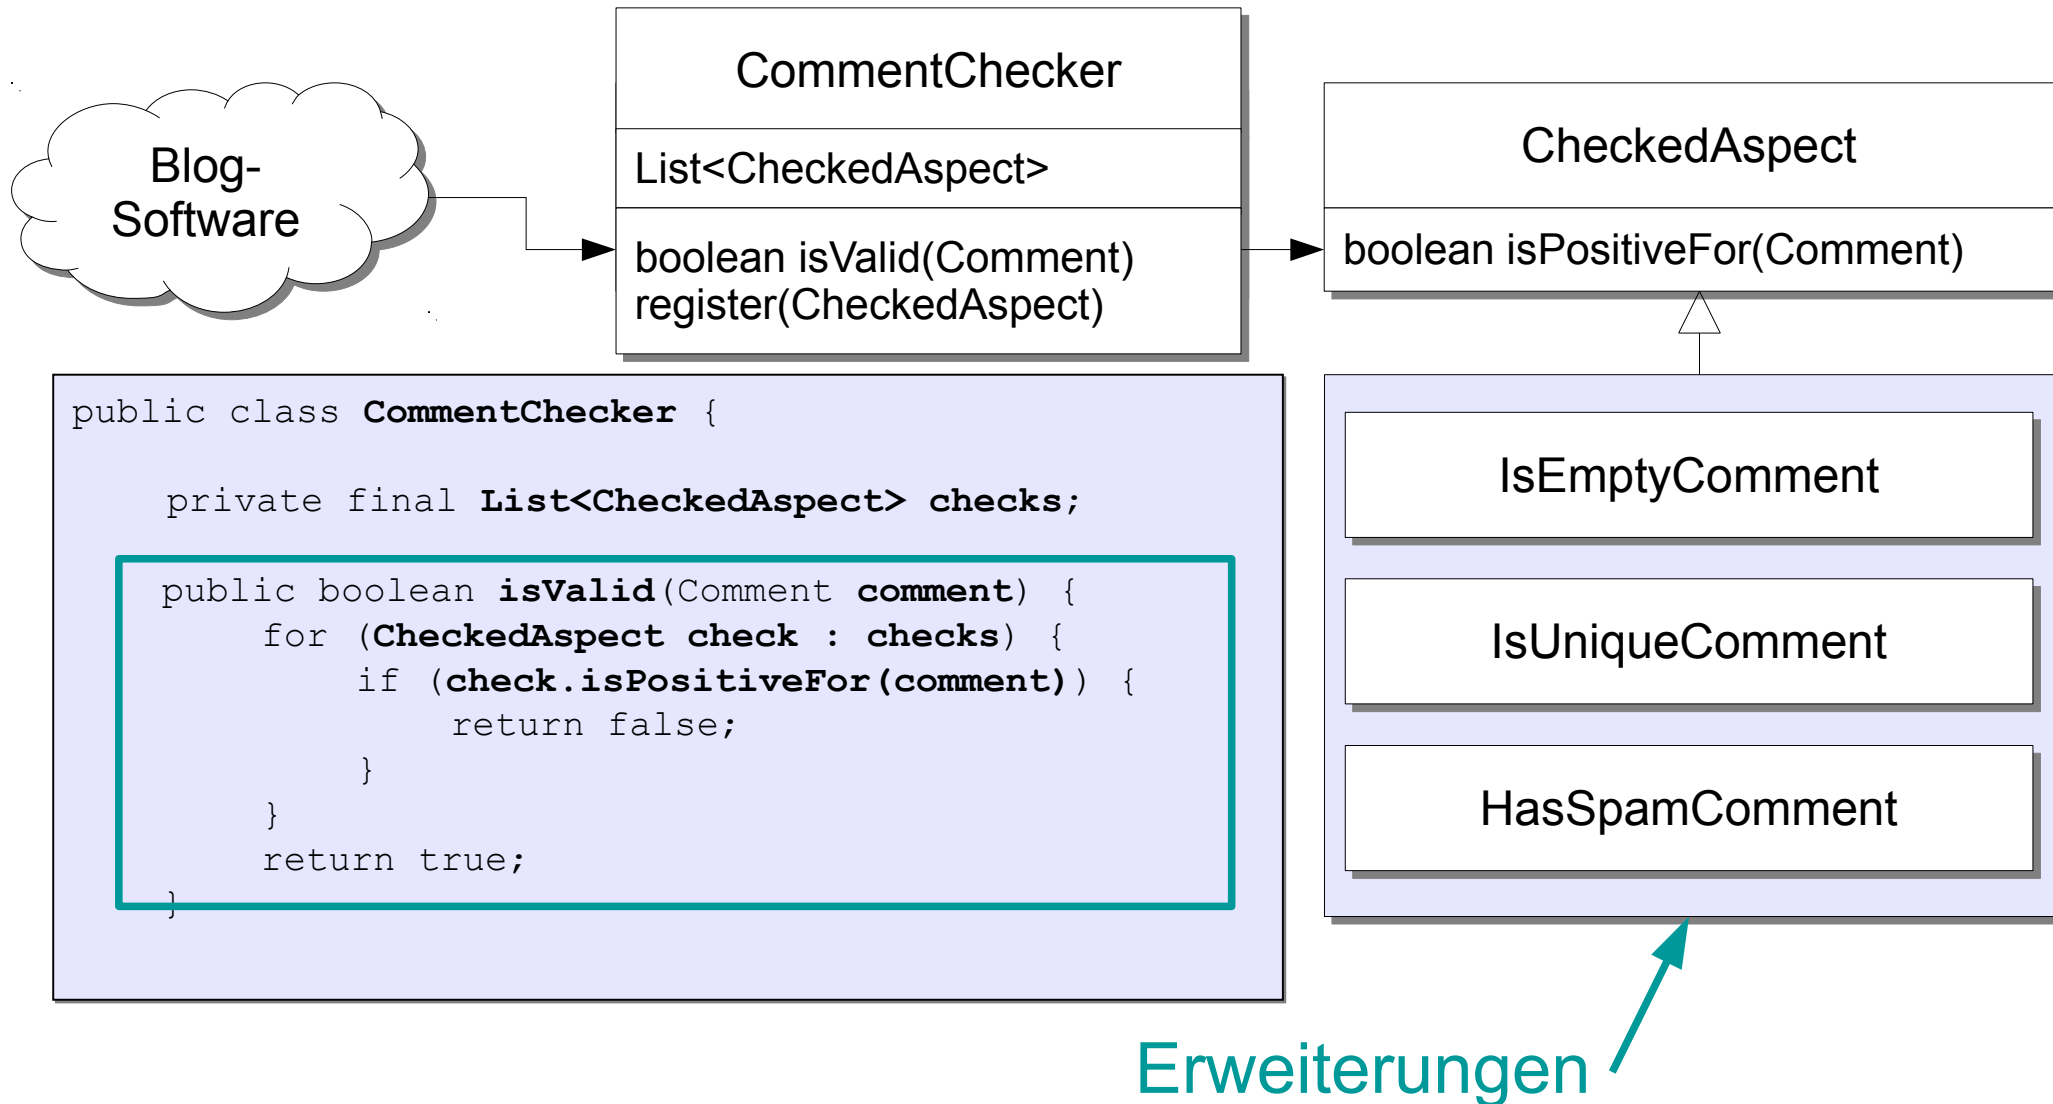 Blog-
Software
CommentChecker
List<CheckedAspect>
boolean isValid(Comment)
register(CheckedAspect)
CheckedAspect
boolean isPositiveFor(Comment)
public class CommentChecker {
private final List<CheckedAspect> checks;
public boolean isValid(Comment comment) {
for (CheckedAspect check : checks) {
if (check.isPositiveFor(comment)) {
return false;
}
}
return true;
}
IsEmptyComment
IsUniqueComment
HasSpamComment
Erweiterungen